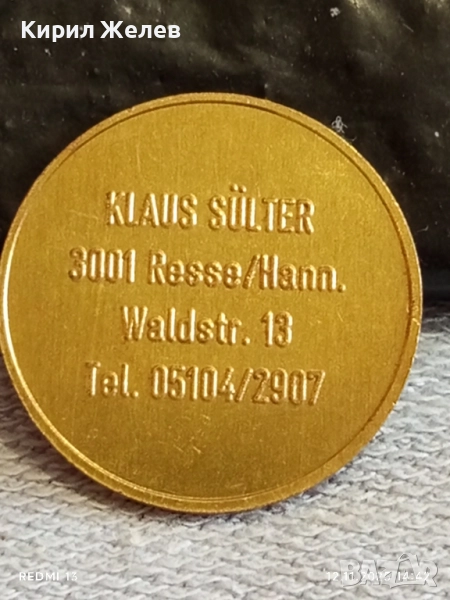 Кирил Желев
KLAUS SÜLTER
3001 Resse/Hann.
Waldstr. 13
Tel. 05104/2907
REDMI 13